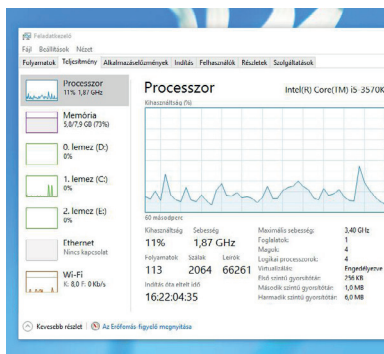 Feladatkezelő
Fájl Beállítások Nézet
Folyamatok Teljesítmény Alkalmazáselőzmények Indítás Felhasználók Részletek Szolgáltatások
Processzor
11% 1,87 GHz
Memória
5,8/7,9 GB (73%)
0. lemez (D:)
0%
1. lemez (C:)
0%
2. lemez (E:)
0%
Ethernet
Nincs kapcsolat
Wi-Fi
K: 8,0 F: 0 Kb/s
Processzor
Intel(R) Core(TM) i5-3570K
Kihasználtság (%)
60 másodperc
Kihasználtság Sebesség
11% 1,87 GHz
Folyamatok Szálak Leírók
113 2064 66261
Indítás óta eltelt idő
16:22:04:35
Maximális sebesség: 3,40 GHz
Foglalatok: 1
Magok: 4
Logikai processzorok: 4
Virtualizálás: Engedélyezve
Első szintű gyorsítótár: 256 KB
Második szintű gyorsítótár: 1,0 MB
Harmadik szintű gyorsítótár: 6,0 MB
Kevesebb részlet
Az Erőforrás-figyelő megnyitása